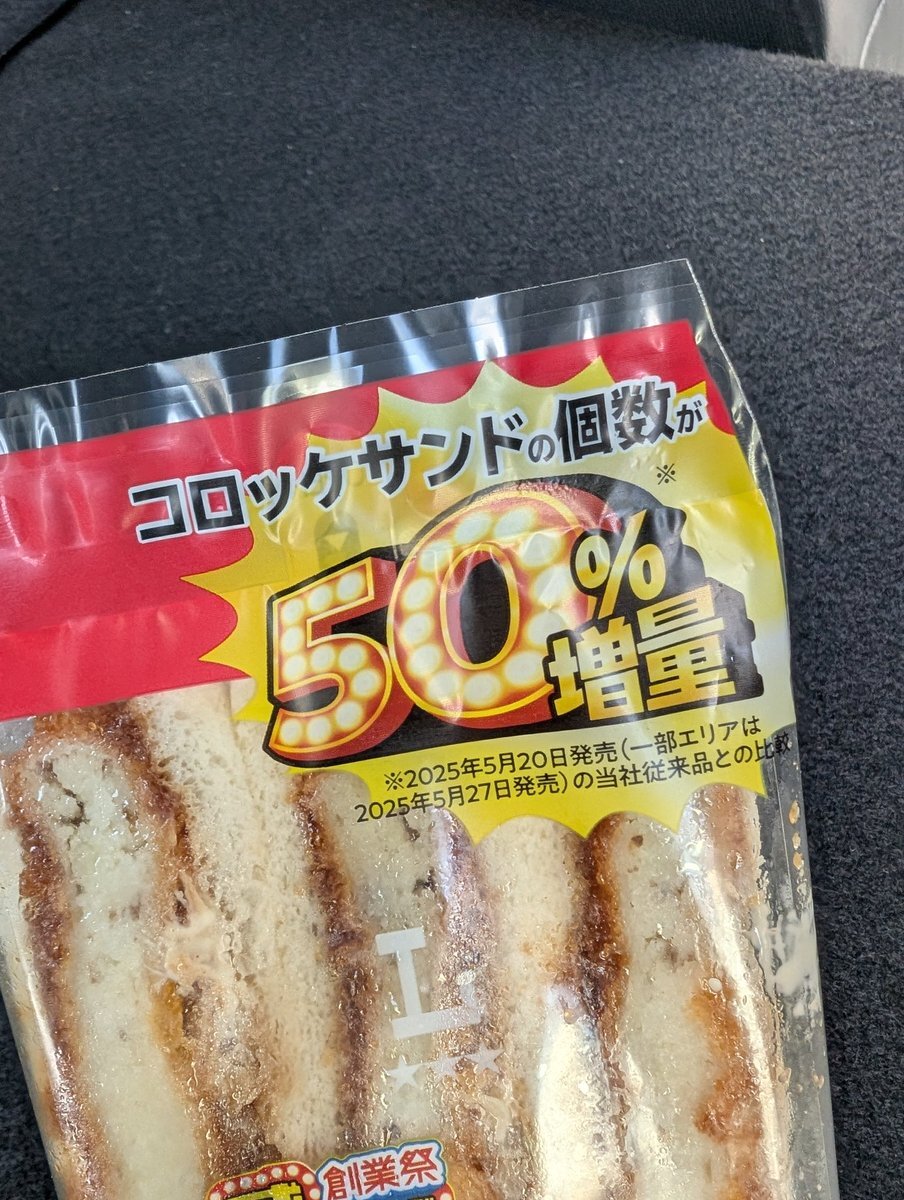 コロッケサンドの個数が
50%増量※
※2025年5月20日発売(一部エリアは
2025年5月27日発売)の当社従来品との比較
創業祭